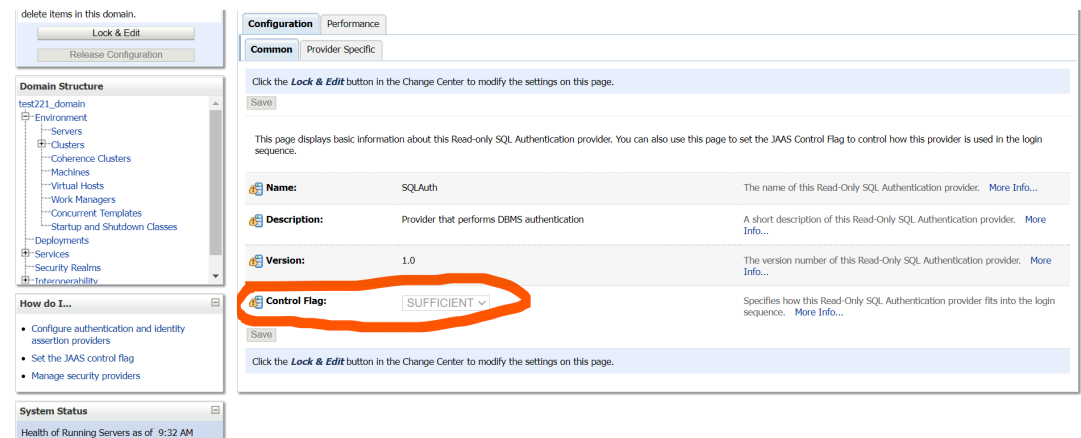 delete items in this domain.
Lock & Edit
Release Configuration
Domain Structure
test221_domain
Environment
Servers
Clusters
Coherence Clusters
Machines
Virtual Hosts
Work Managers
Concurrent Templates
Startup and Shutdown Classes
Deployments
Services
Security Realms
Interoperability
How do I...
Configure authentication and identity
assertion providers
Set the JAAS control flag
Manage security providers
System Status
Health of Running Servers as of 9:32 AM
Configuration Performance
Common Provider Specific
Click the Lock & Edit button in the Change Center to modify the settings on this page.
Save
This page displays basic information about this Read-only SQL Authentication provider. You can also use this page to set the JAAS Control Flag to control how this provider is used in the login
sequence.
Name: SQLAuth The name of this Read-Only SQL Authentication provider. More Info...
Description: Provider that performs DBMS authentication A short description of this Read-Only SQL Authentication provider. More
Info...
Version: 1.0 The version number of this Read-Only SQL Authentication provider. More
Info...
Control Flag: SUFFICIENT Specifies how this Read-Only SQL Authentication provider fits into the login
sequence. More Info...
Save
Click the Lock & Edit button in the Change Center to modify the settings on this page.